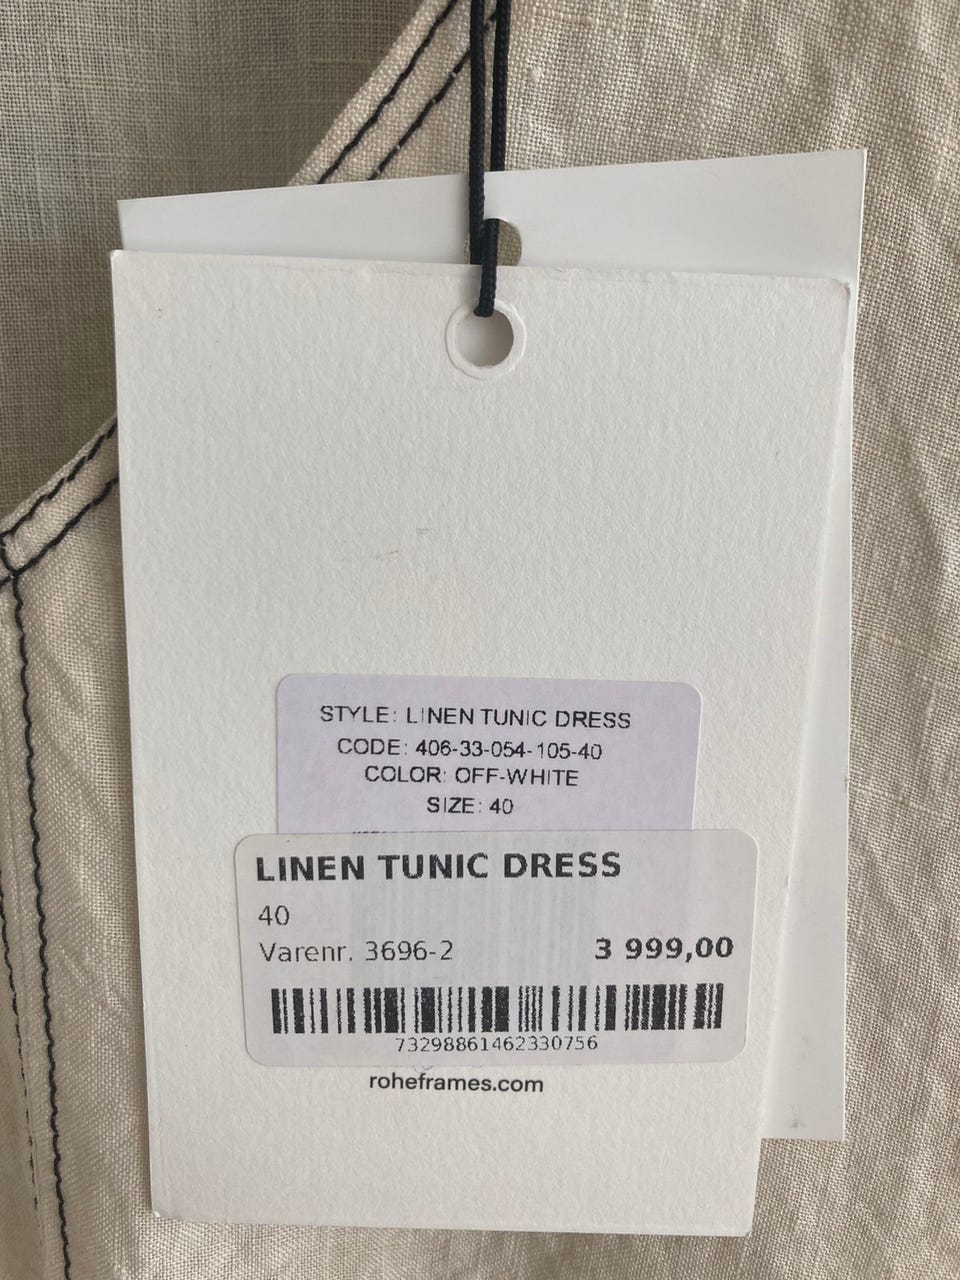 STYLE: LINEN TUNIC DRESS
CODE: 406-33-054-105-40
COLOR: OFF-WHITE
SIZE: 40
LINEN TUNIC DRESS
40
Varenr. 3696-2
3 999,00
73298861462330756
roheframes.com